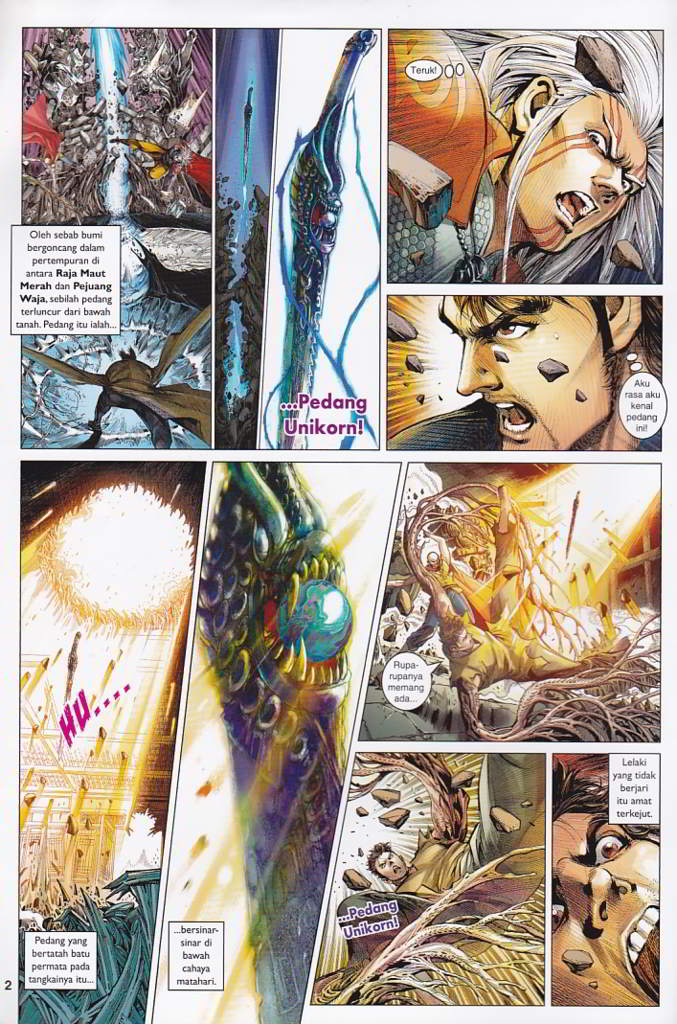 Oleh sebab bumi
bergoncang dalam
pertempuran di
antara Raja Maut
Merah dan Pejuang
Waja, sebilah pedang
terluncur dari bawah
tanah. Pedang itu ialah...
...Pedang
Unikorn!
Teruk!
Aku
rasa aku
kenal
pedang
ini!
HU....
Pedang yang
bertatah batu
permata pada
tangkainya itu...
...bersinar-
sinar di
bawah
cahaya
matahari.
Rupa-
rupanya
memang
ada...
...Pedang
Unikorn!
Lelaki
yang tidak
berjari
itu amat
terkejut.
2